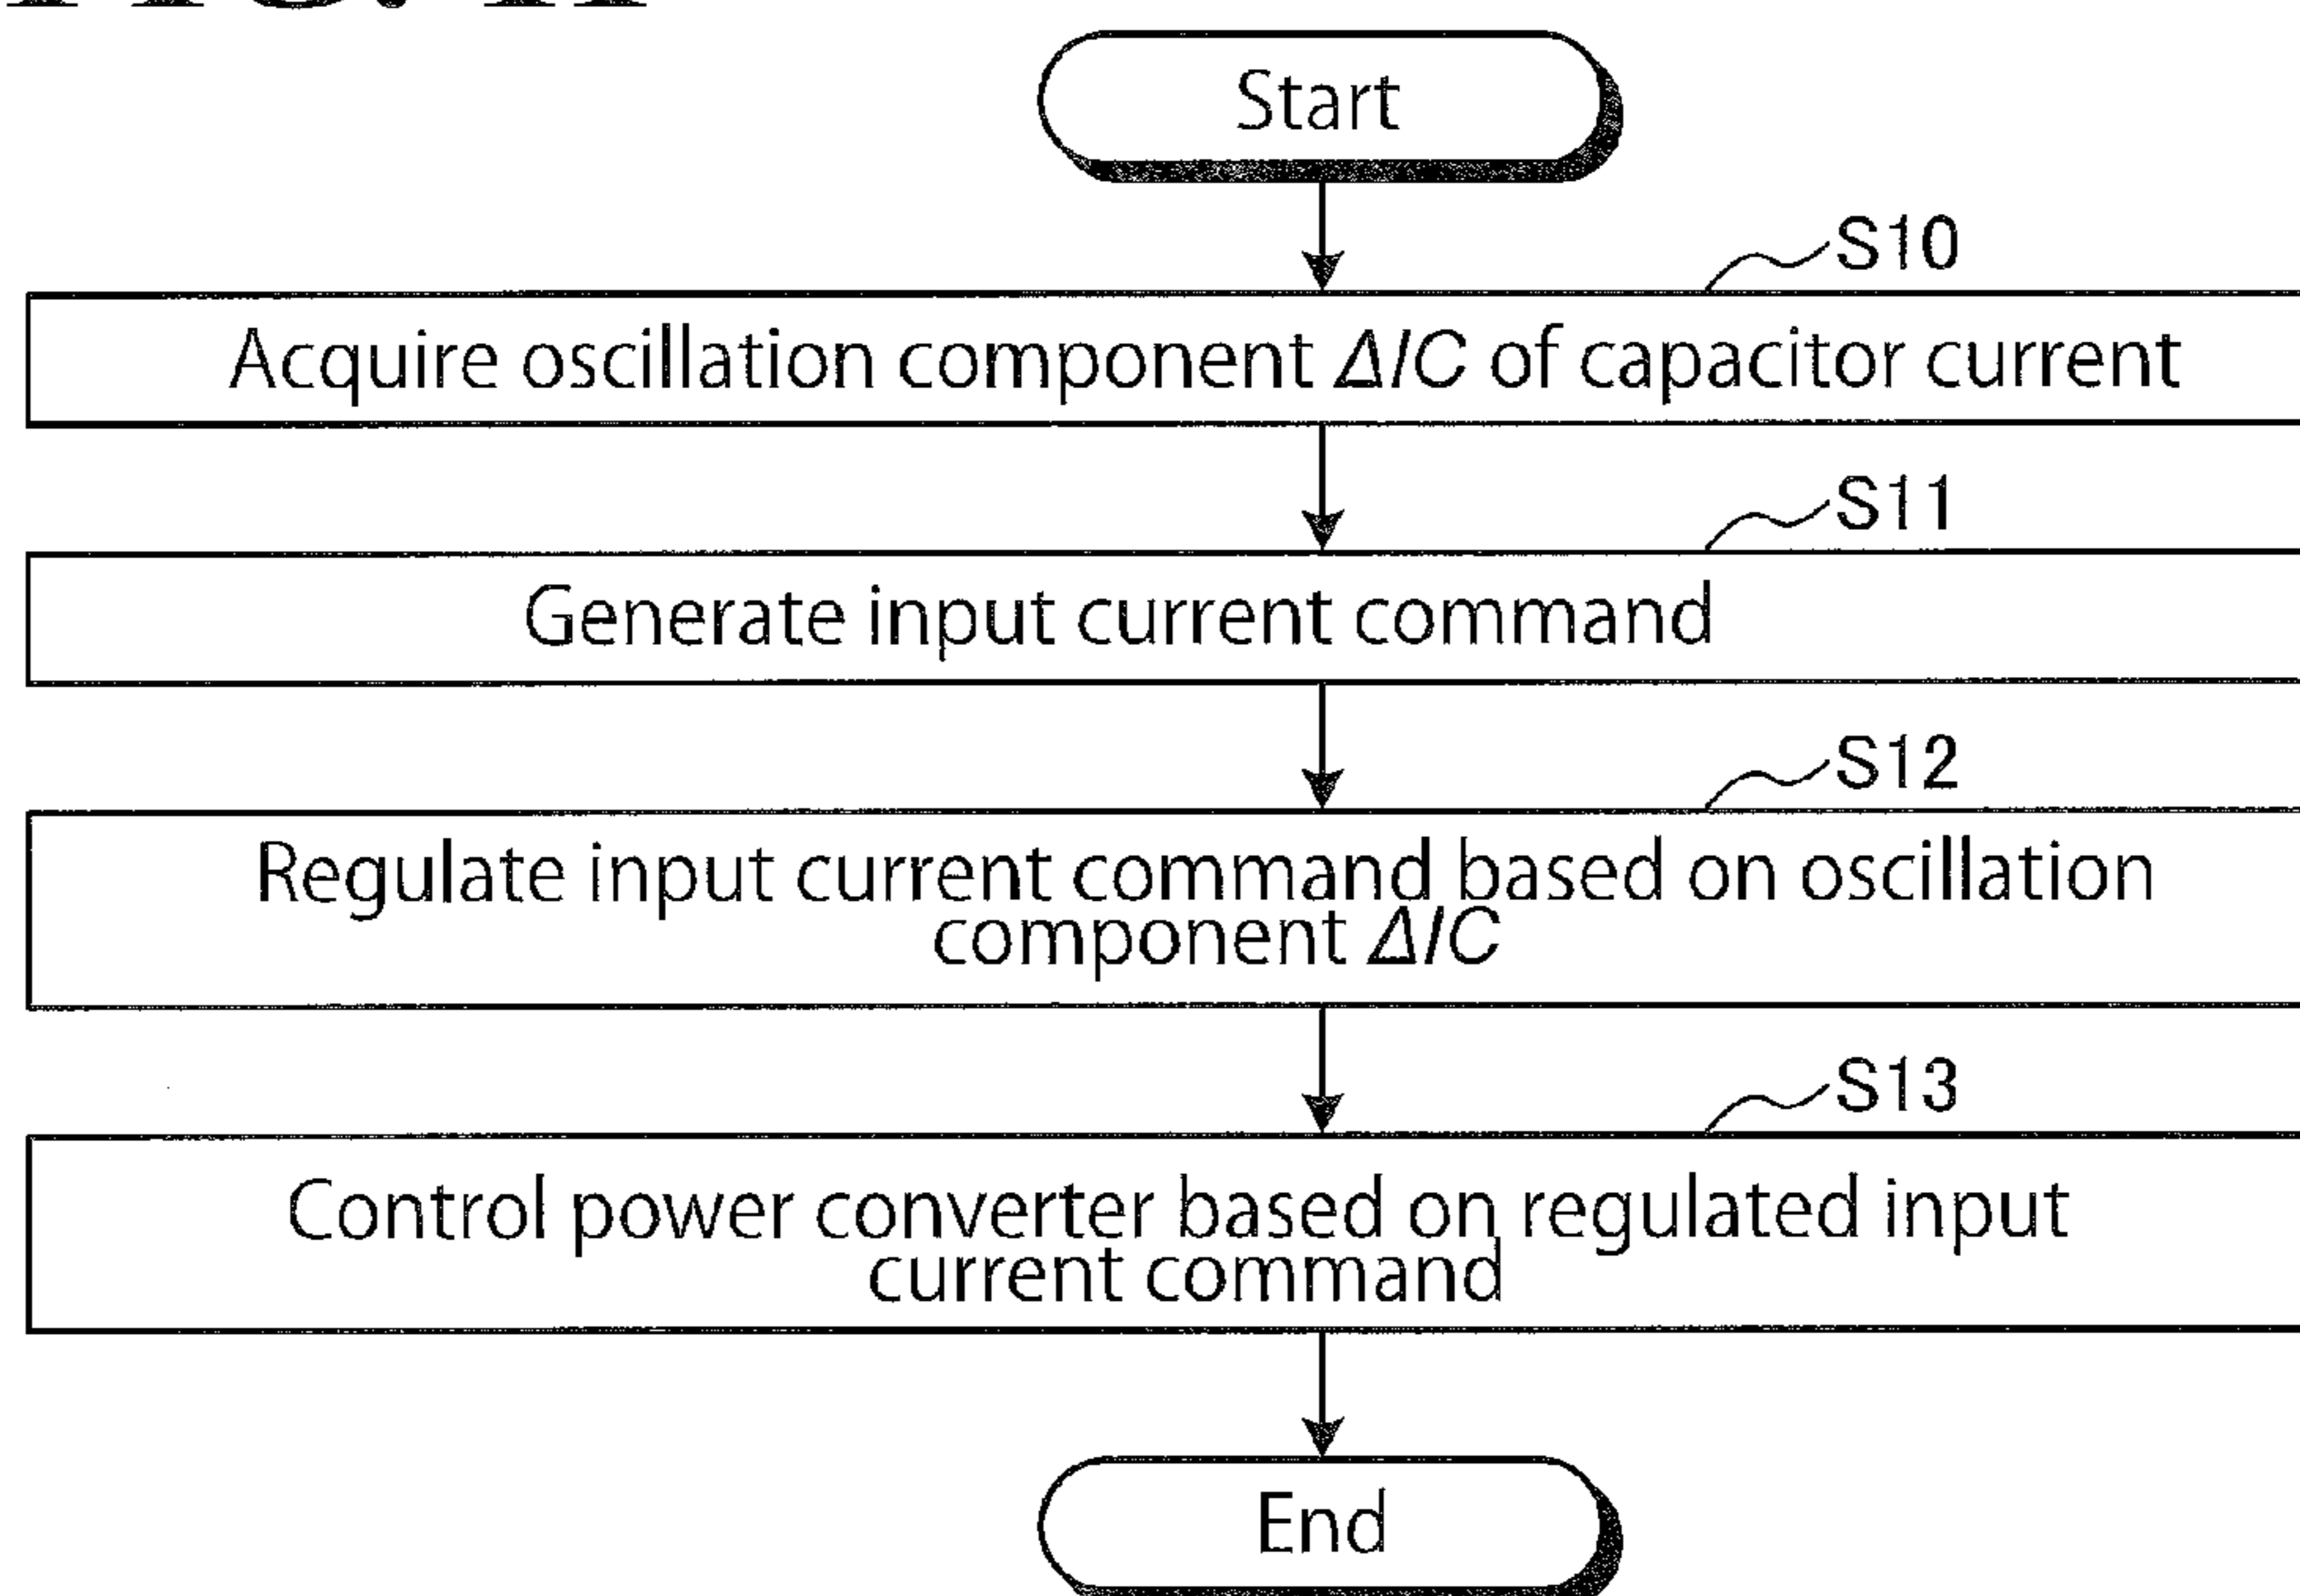 Start
S10
Acquire oscillation component ΔIC of capacitor current
S11
Generate input current command
S12
Regulate input current command based on oscillation
component ΔIC
S13
Control power converter based on regulated input
current command
End